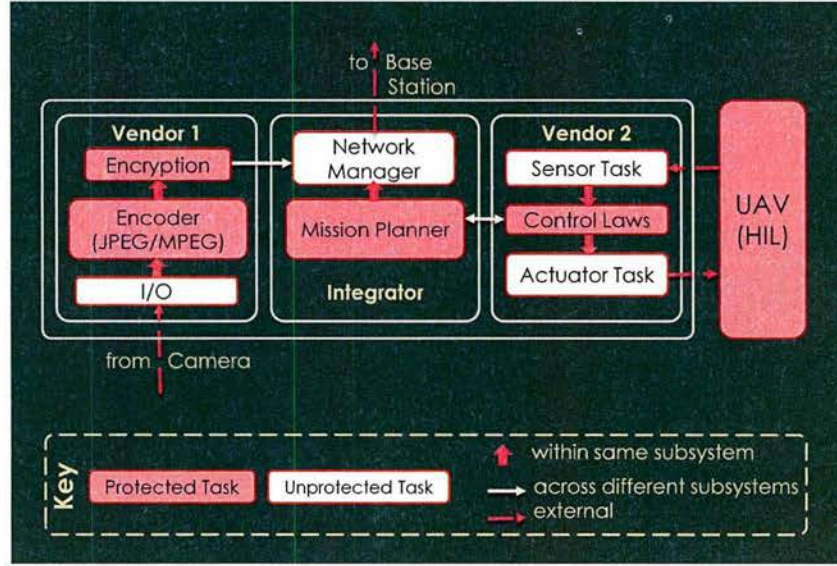 to Base
Station
Vendor 1
Encryption
Encoder
(JPEG/MPEG)
I/O
from Camera
Network
Manager
Mission Planner
Integrator
Vendor 2
Sensor Task
Control Laws
Actuator Task
UAV
(HIL)
Key
Protected Task
Unprotected Task
within same subsystem
across different subsystems
external